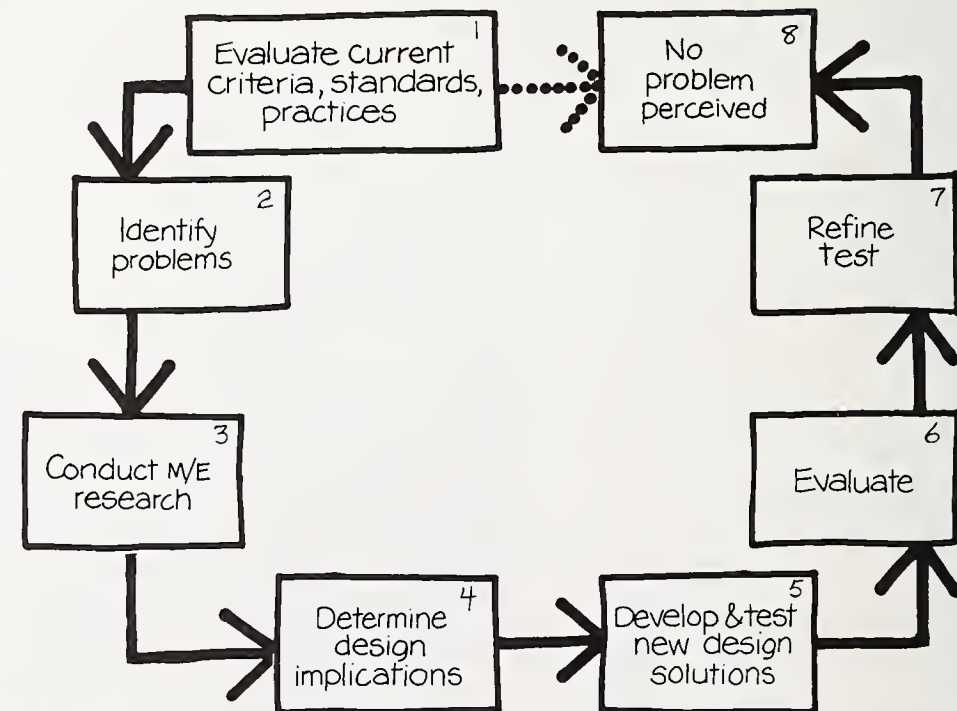 1
Evaluate current
criteria, standards,
practices
2
Identify
problems
3
Conduct M/E
research
4
Determine
design
implications
5
Develop & test
new design
solutions
6
Evaluate
7
Refine
Test
8
No
problem
perceived